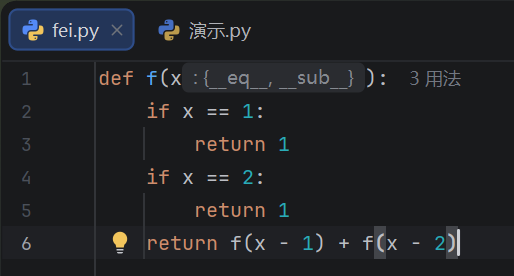 fei.py × 演示.py
1 def f(x : {__eq__, __sub__} ): 3 用法
2     if x == 1:
3         return 1
4     if x == 2:
5         return 1
6     return f(x - 1) + f(x - 2)